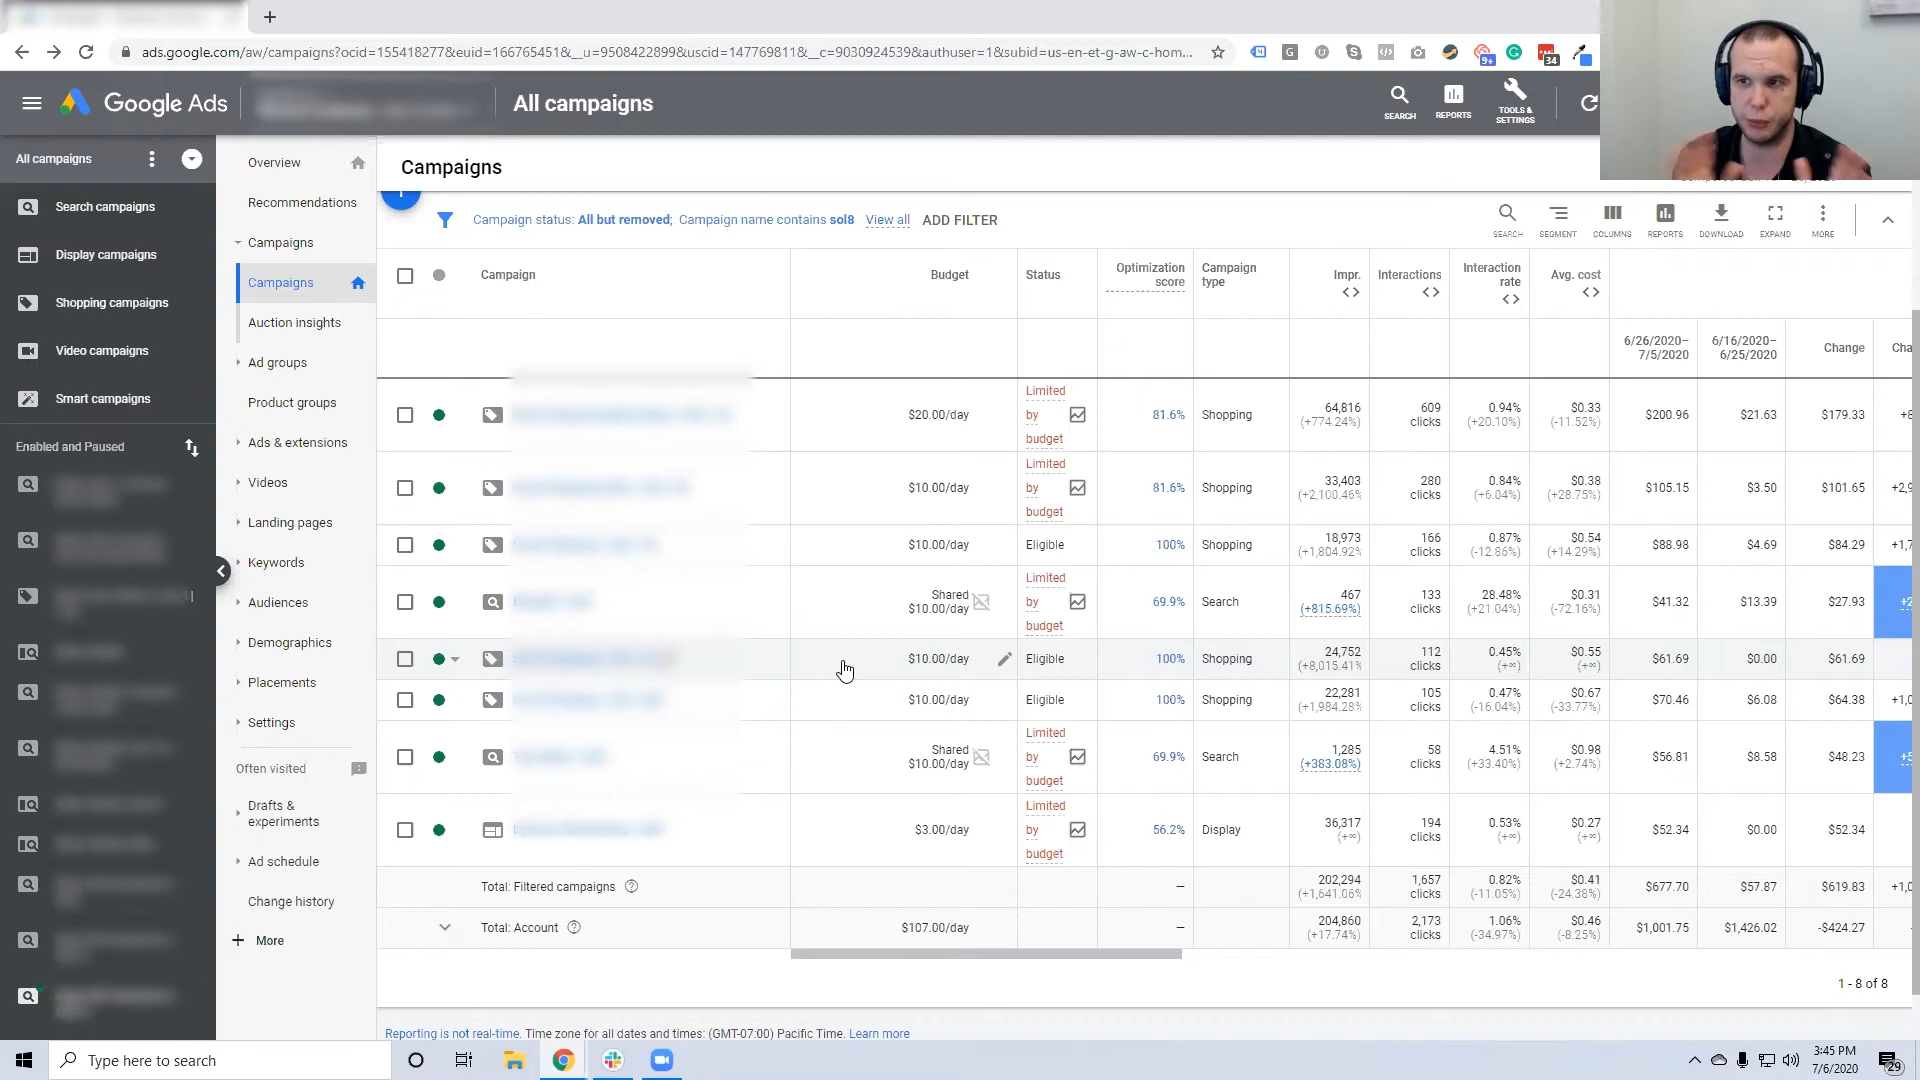 ads.google.com/aw/campaigns?ocid=155418277&euid=166765451&__u=9508422899&uscid=147769811&__c=9030924539&authuser=1&subid=us-en-et-g-aw-c-hom...
9+
34
Google Ads
All campaigns
SEARCH
REPORTS
TOOLS & SETTINGS
All campaigns
Search campaigns
Display campaigns
Shopping campaigns
Video campaigns
Smart campaigns
Enabled and Paused
Overview
Recommendations
Campaigns
Campaigns
Auction insights
Ad groups
Product groups
Ads & extensions
Videos
Landing pages
Keywords
Audiences
Demographics
Placements
Settings
Often visited
Drafts & experiments
Ad schedule
Change history
More
Campaigns
Campaign status: All but removed; Campaign name contains sol8 View all ADD FILTER
SEARCH SEGMENT COLUMNS REPORTS DOWNLOAD EXPAND MORE
Campaign Budget Status Optimization score Campaign type Impr. Interactions Interaction rate Avg. cost
6/26/2020–7/5/2020 6/16/2020–6/25/2020 Change Cha
$20.00/day Limited by budget 81.6% Shopping 64,816 (+774.24%) 609 clicks 0.94% (+20.10%) $0.33 (-11.52%) $200.96 $21.63 $179.33 +8
$10.00/day Limited by budget 81.6% Shopping 33,403 (+2,100.46% 280 clicks 0.84% (+6.04%) $0.38 (+28.75%) $105.15 $3.50 $101.65 +2,9
$10.00/day Eligible 100% Shopping 18,973 (+1,804.92% 166 clicks 0.87% (-12.86%) $0.54 (+14.29%) $88.98 $4.69 $84.29 +1,7
Shared $10.00/day Limited by budget 69.9% Search 467 (+815.69%) 133 clicks 28.48% (+21.04%) $0.31 (-72.16%) $41.32 $13.39 $27.93
$10.00/day Eligible 100% Shopping 24,752 (+8,015.41% 112 clicks 0.45% (+∞) $0.55 (+∞) $61.69 $0.00 $61.69
$10.00/day Eligible 100% Shopping 22,281 (+1,984.28% 105 clicks 0.47% (-16.04%) $0.67 (-33.77%) $70.46 $6.08 $64.38 +1,0
Shared $10.00/day Limited by budget 69.9% Search 1,285 (+383.08%) 58 clicks 4.51% (+33.40%) $0.98 (+2.74%) $56.81 $8.58 $48.23
$3.00/day Limited by budget 56.2% Display 36,317 (+∞) 194 clicks 0.53% (+∞) $0.27 (+∞) $52.34 $0.00 $52.34
Total: Filtered campaigns – 202,294 (+1,641.06% 1,657 clicks 0.82% (-11.05%) $0.41 (-24.38%) $677.70 $57.87 $619.83 +1,0
Total: Account $107.00/day – 204,860 (+17.74%) 2,173 clicks 1.06% (-34.97%) $0.46 (-8.25%) $1,001.75 $1,426.02 -$424.27
1 - 8 of 8
Reporting is not real-time. Time zone for all dates and times: (GMT-07:00) Pacific Time. Learn more
Type here to search
3:45 PM
7/6/2020
29